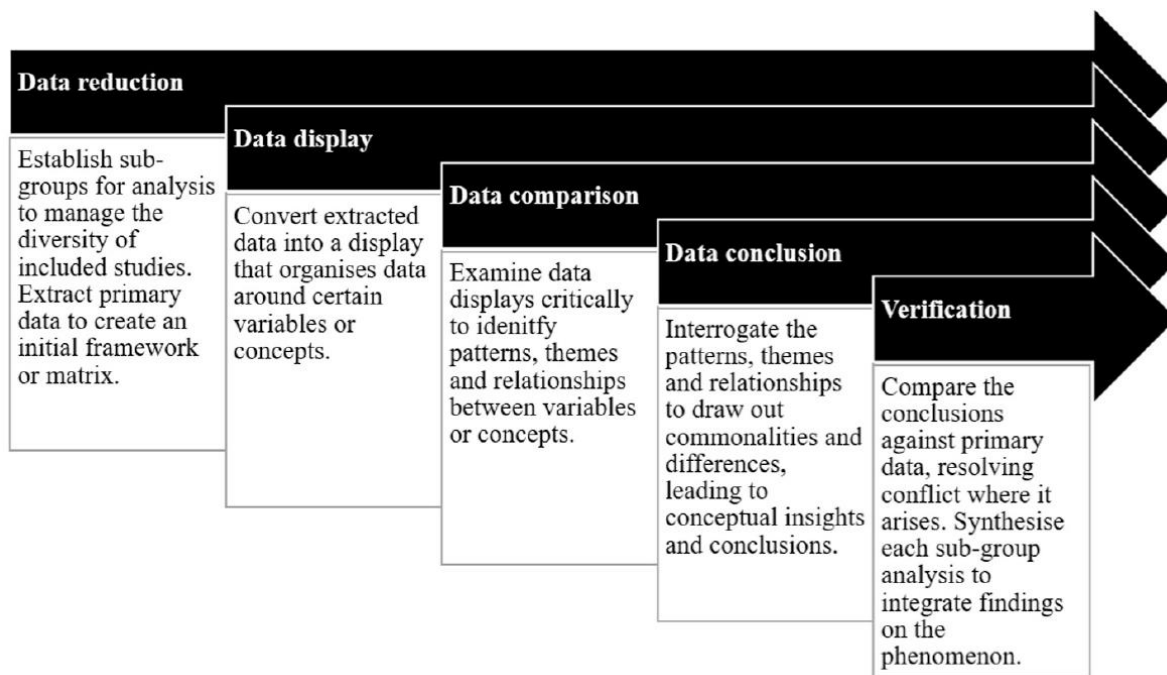 Data reduction
Establish sub-
groups for analysis
to manage the
diversity of
included studies.
Extract primary
data to create an
initial framework
or matrix.
Data display
Convert extracted
data into a display
that organises data
around certain
variables or
concepts.
Data comparison
Examine data
displays critically
to idenitfy
patterns, themes
and relationships
between variables
or concepts.
Data conclusion
Interrogate the
patterns, themes
and relationships
to draw out
commonalities and
differences,
leading to
conceptual insights
and conclusions.
Verification
Compare the
conclusions
against primary
data, resolving
conflict where it
arises. Synthesise
each sub-group
analysis to
integrate findings
on the
phenomenon.